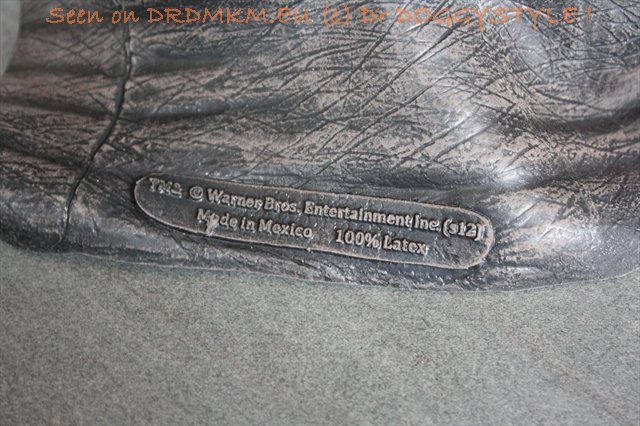 Seen on DRDMKM.eu (c) Dr DOGGYSTYLE !
TM& © Warner Bros. Entertainment Inc. (s12)
Made in Mexico 100% Latex